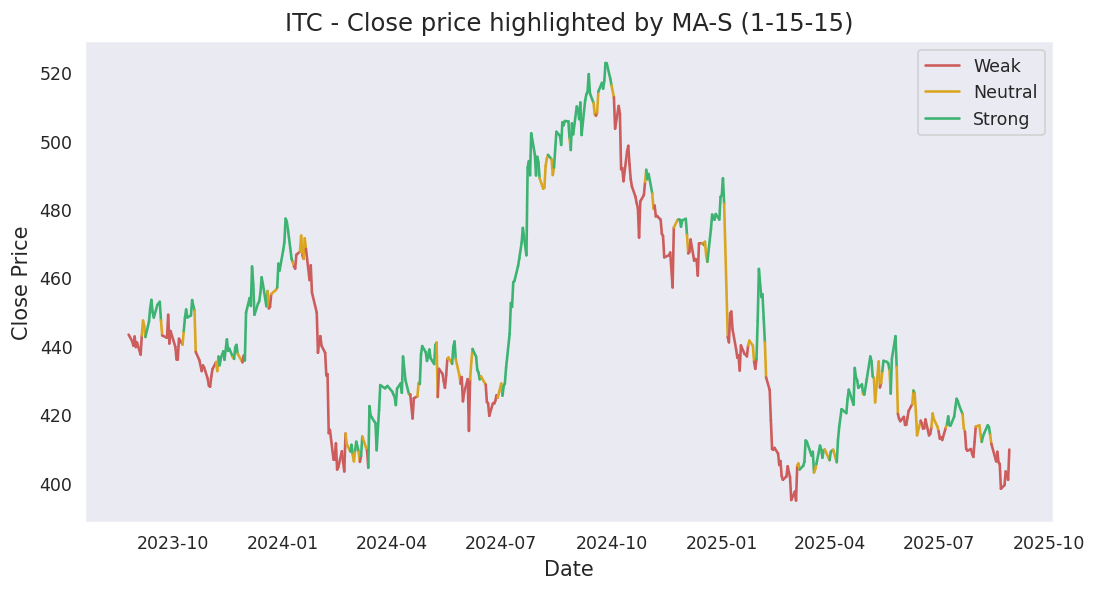 ITC - Close price highlighted by MA-S (1-15-15)
Weak
Neutral
Strong
520
500
480
460
440
420
400
Close Price
2023-10 2024-01 2024-04 2024-07 2024-10 2025-01 2025-04 2025-07 2025-10
Date